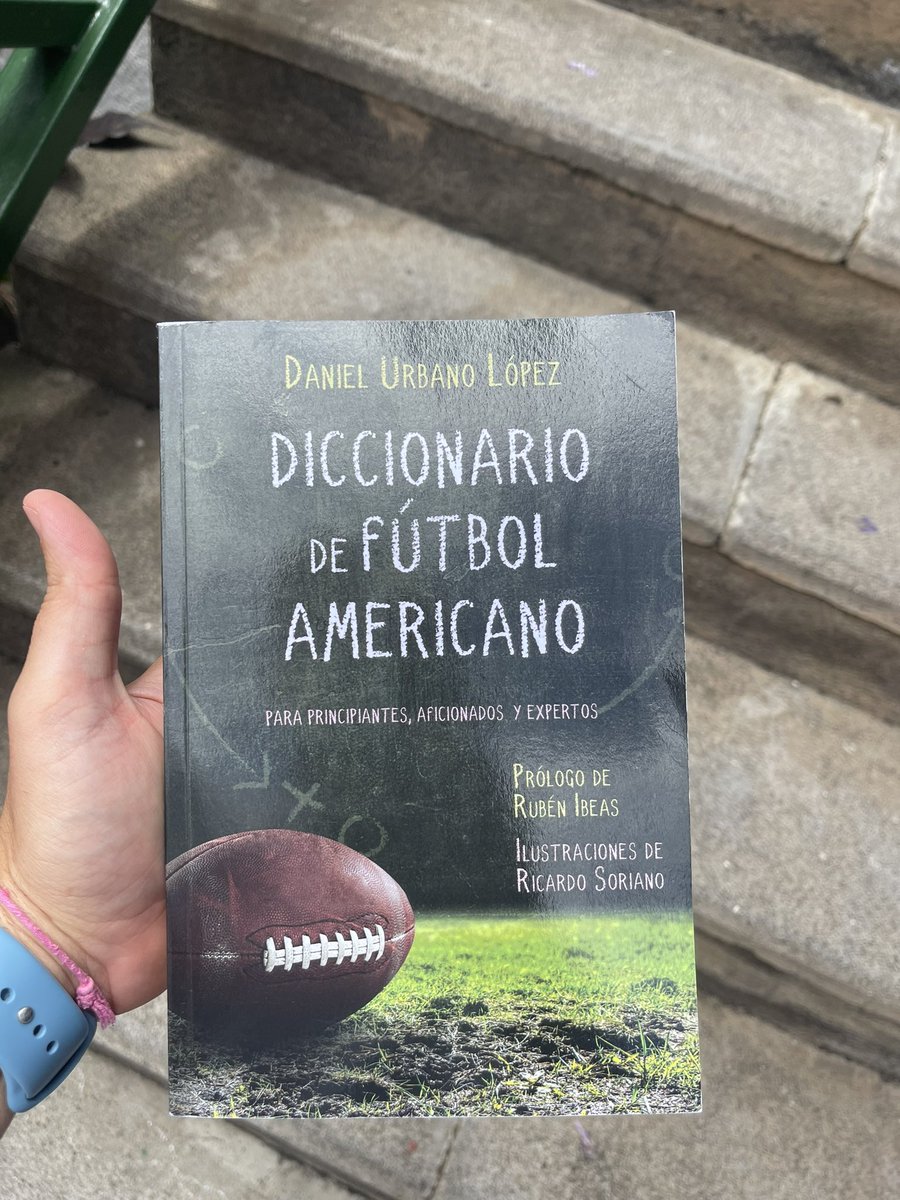 Daniel Urbano López
DICCIONARIO
DE FÚTBOL
AMERICANO
PARA PRINCIPIANTES, AFICIONADOS Y EXPERTOS
Prólogo de
Rubén Ibeas
Ilustraciones de
Ricardo Soriano